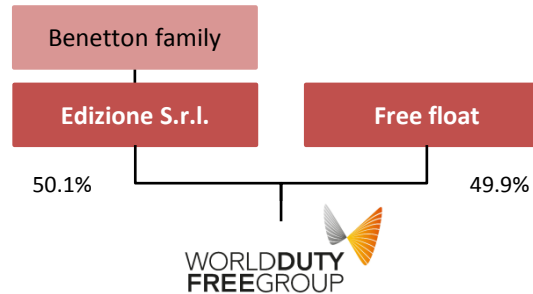 Benetton family
Edizione S.r.l.
Free float
50.1%
49.9%
WORLDDUTY
FREEGROUP